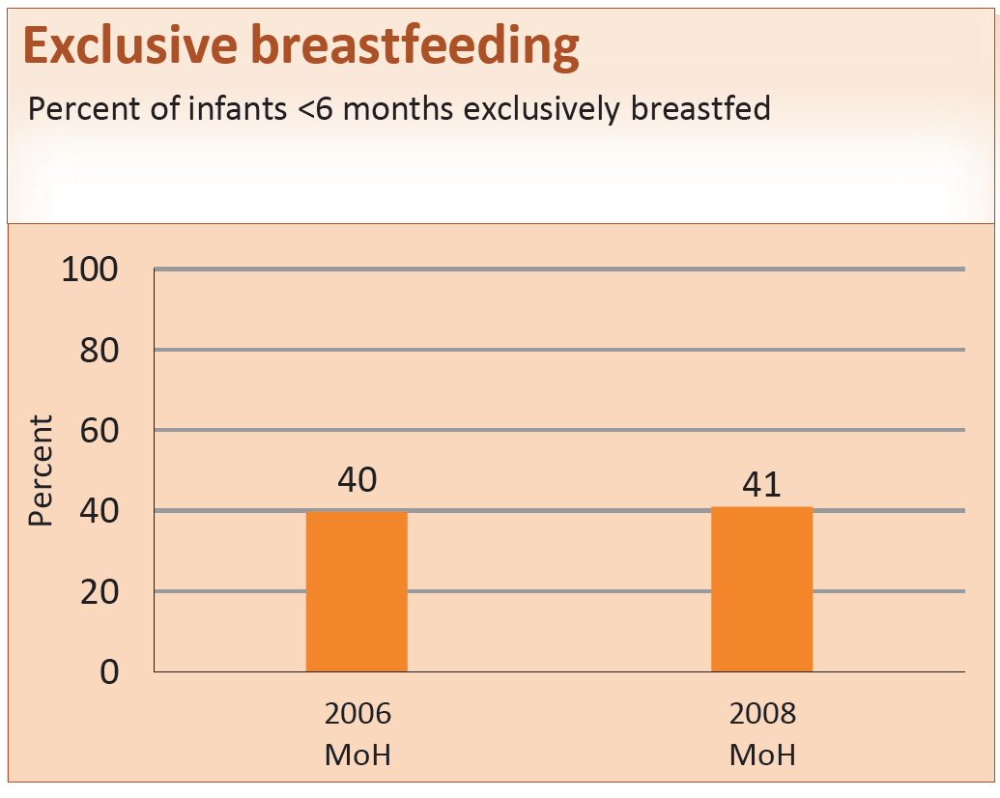 Exclusive breastfeeding
Percent of infants <6 months exclusively breastfed
100
80
60
40
20
0
Percent
40
41
2006
MoH
2008
MoH